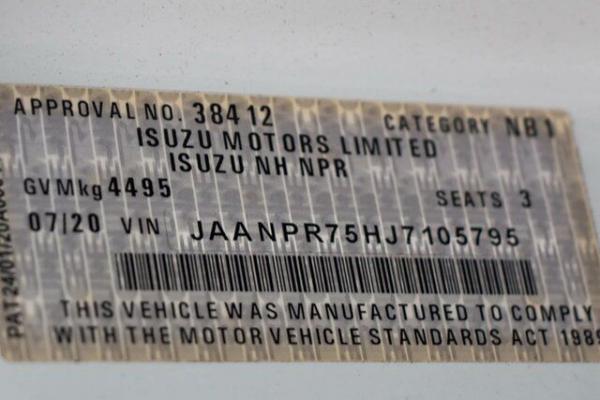 APPROVAL NO. 38412 CATEGORY NB1
ISUZU MOTORS LIMITED
ISUZU NH NPR
GVMkg 4495 SEATS 3
07/20 VIN JAANPR75HJ7105795
THIS VEHICLE WAS MANUFACTURED TO COMPLY
WITH THE MOTOR VEHICLE STANDARDS ACT 1989